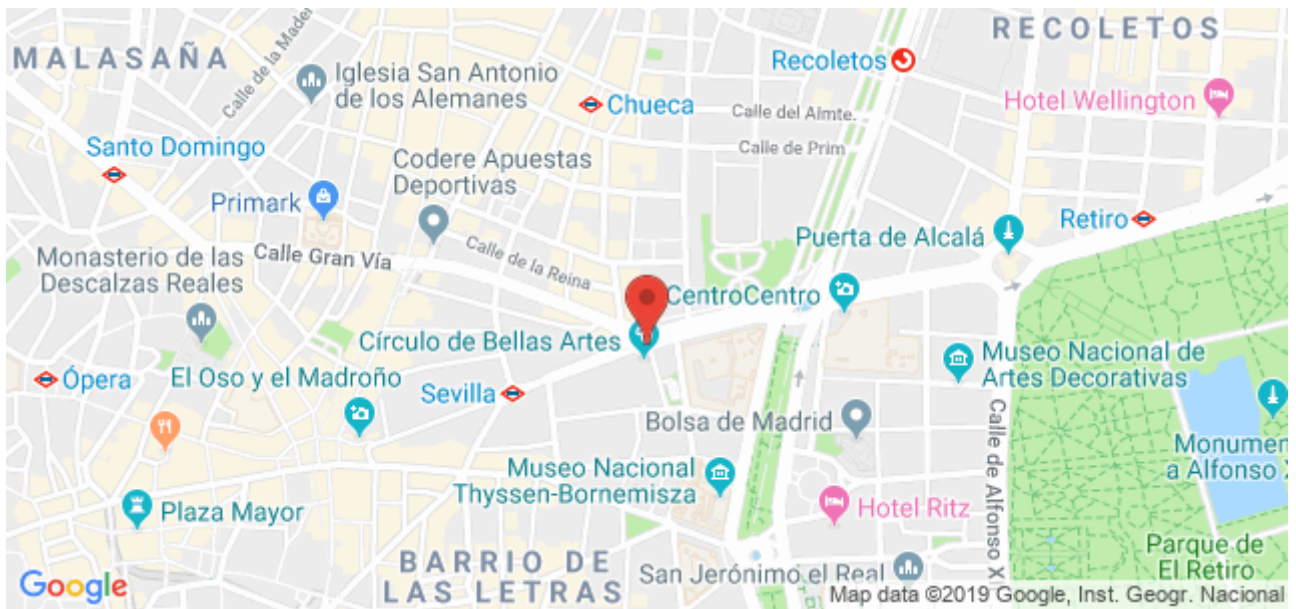 RECOLETOS
MALASAÑA
Calle de la Mader
Recoletos
Iglesia San Antonio
de los Alemanes
Chueca
Hotel Wellington
Calle del Almte.
Santo Domingo
Calle de Prim
Codere Apuestas
Deportivas
Primark
Retiro
Puerta de Alcalá
Monasterio de las
Descalzas Reales
Calle Gran Vía
Calle de la Reina
CentroCentro
Círculo de Bellas Artes
Museo Nacional de
Artes Decorativas
Ópera
El Oso y el Madroño
Sevilla
Bolsa de Madrid
Calle de Alfonso X
Monumen
a Alfonso X
Museo Nacional
Thyssen-Bornemisza
Plaza Mayor
Hotel Ritz
BARRIO DE
LAS LETRAS
San Jerónimo el Real
Parque de
El Retiro
Google
Map data ©2019 Google, Inst. Geogr. Nacional